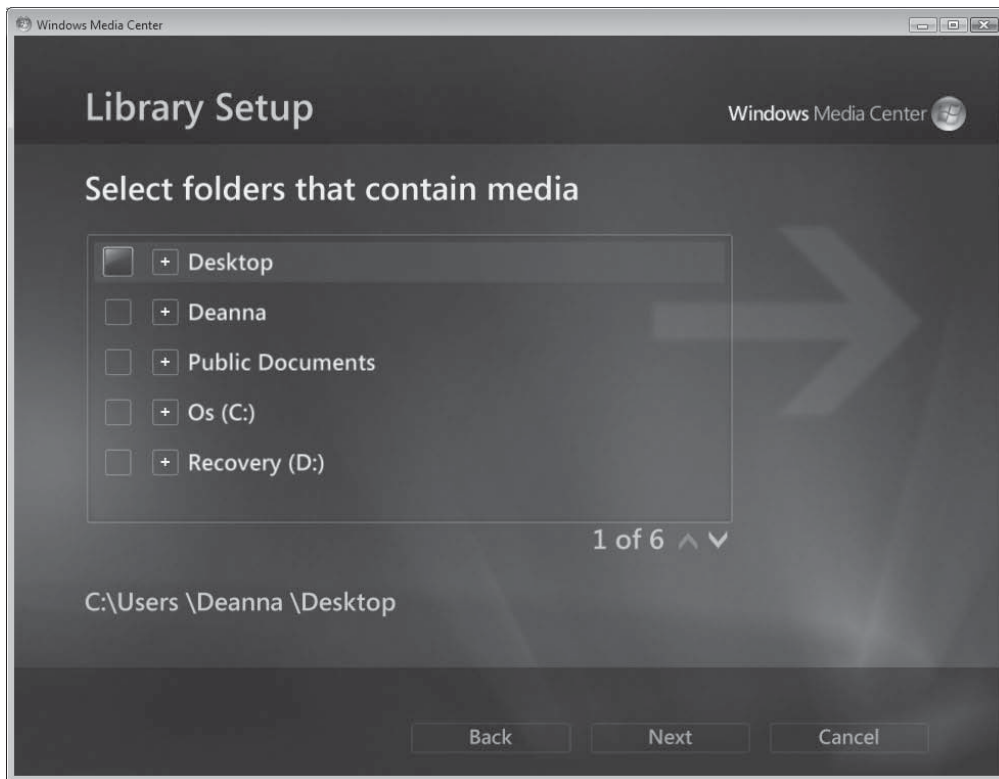 Windows Media Center
Library Setup
Windows Media Center
Select folders that contain media
+ Desktop
+ Deanna
+ Public Documents
+ Os (C:)
+ Recovery (D:)
1 of 6
C:\Users \Deanna \Desktop
Back Next Cancel